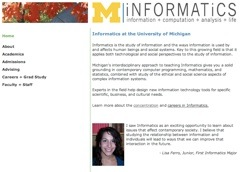 M
iNFORMATiCS
information + computation + analysis + life
Home
About
Academics
Admissions
Advising
Careers + Grad Study
Faculty + Staff
Informatics at the University of Michigan
Informatics is the study of information and the ways information is used by
and affects human beings and social systems. Key to this growing field is that it
applies both technological and social perspectives to the study of information.
Michigan's interdisciplinary approach to teaching Informatics gives you a solid
grounding in contemporary computer programming, mathematics, and
statistics, combined with study of the ethical and social science aspects of
complex information systems.
Experts in the field help design new information technology tools for specific
scientific, business, and cultural needs.
Learn more about the concentration and careers in Informatics.
I see Informatics as an exciting opportunity to learn about
issues that affect contemporary society. I believe that
studying the relationship between information and
individuals will lead to ways that we can improve that
interaction in the future.
- Lisa Ferro, Junior, First Informatics Major